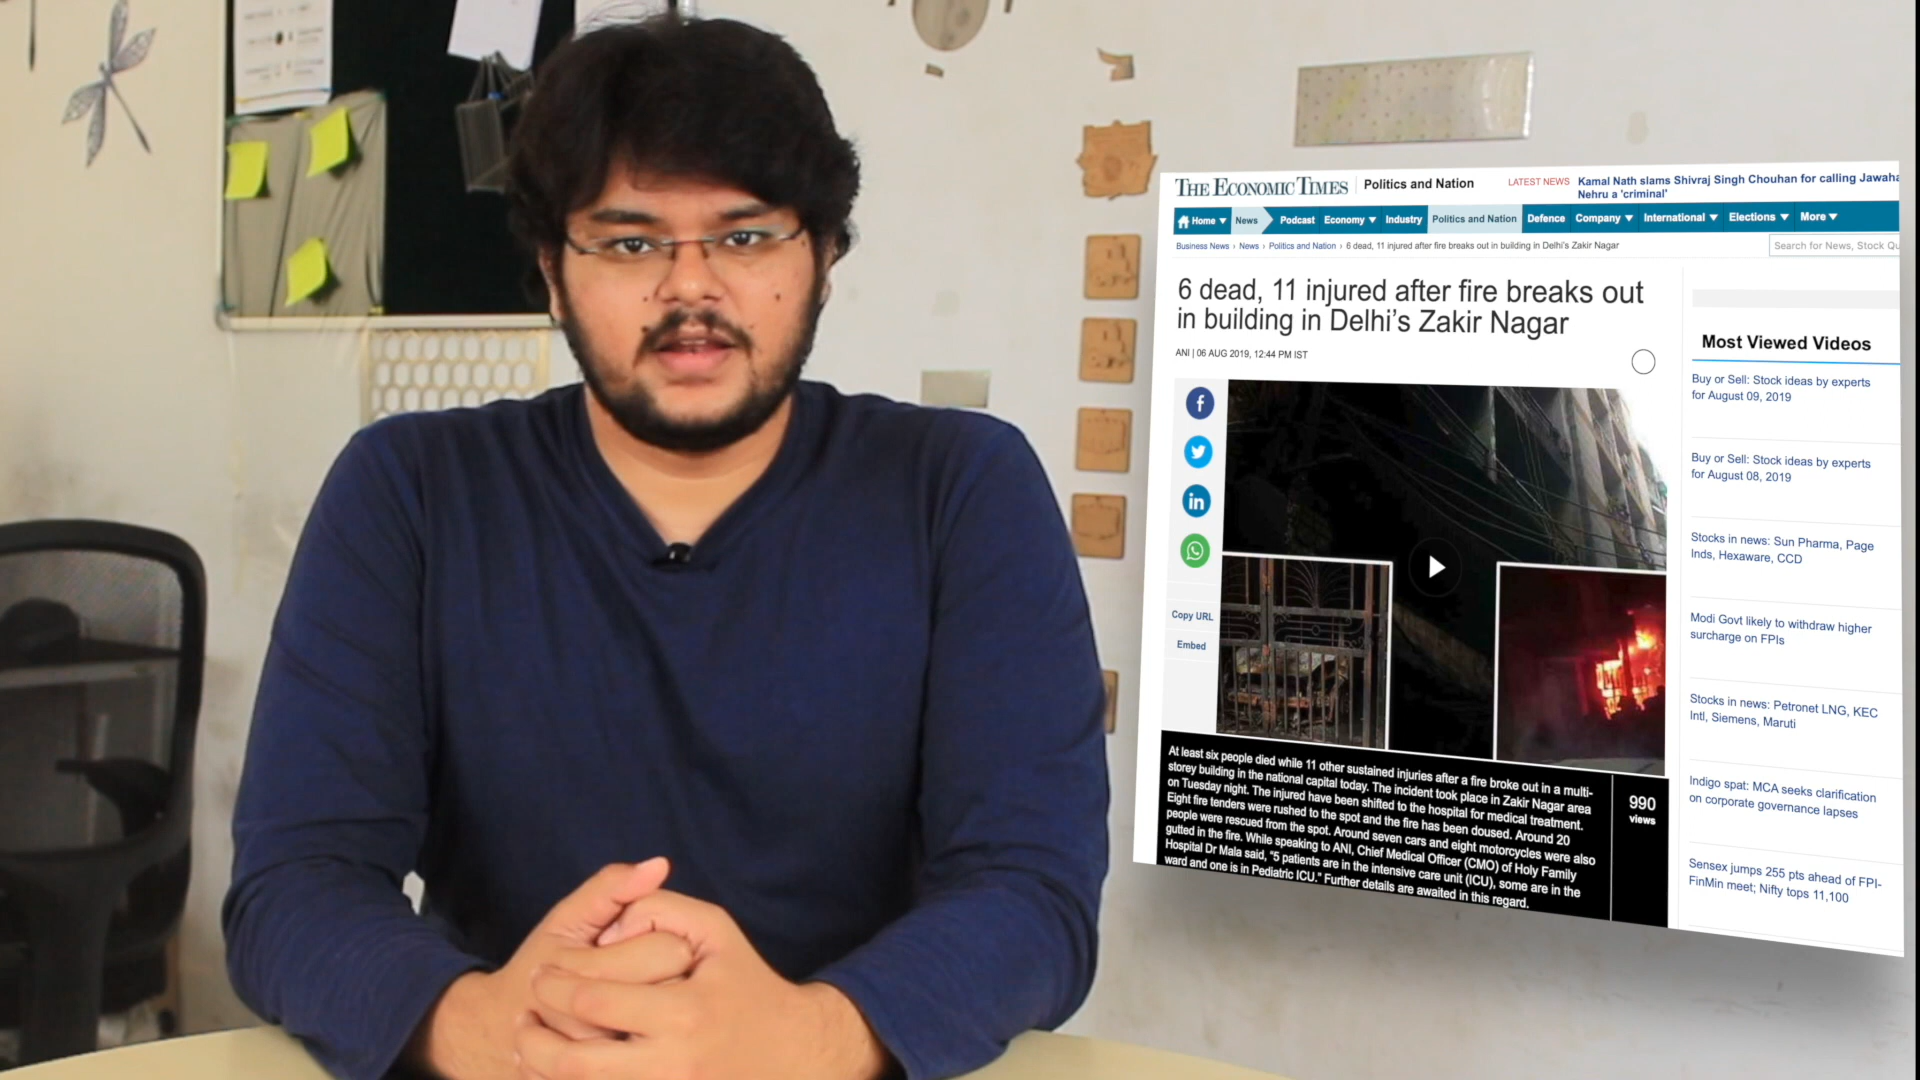 THE ECONOMIC TIMES
Politics and Nation
LATEST NEWS
Kamal Nath slams Shivraj Singh Chouhan for calling
Nehru a 'criminal'
Home
News
Podcast
Economy
Industry
Politics and Nation
Defence
Company
International
Elections
More
Business News › News › Politics and Nation › 6 dead, 11 injured after fire breaks out in building in Delhi's Zakir Nagar
Search for News, Stock
6 dead, 11 injured after fire breaks out
in building in Delhi's Zakir Nagar
ANI | 06 AUG 2019, 12:44 PM IST
Copy URL
Embed
At least six people died while 11 other sustained injuries after a fire broke out in a multi-
storey building in the national capital today. The incident took place in Zakir Nagar area
on Tuesday night. The injured have been shifted to the hospital for medical treatment.
Eight fire tenders were rushed to the spot and the fire has been doused. Around 20
people were rescued from the spot. Around seven cars and eight motorcycles were also
gutted in the fire. While speaking to ANI, Chief Medical Officer (CMO) of Holy Family
Hospital Dr Mala said, "5 patients are in the intensive care unit (ICU), some are in the
ward and one is in Pediatric ICU." Further details are awaited in this regard.
990
views
Most Viewed Videos
Buy or Sell: Stock ideas by experts
for August 09, 2019
Buy or Sell: Stock ideas by experts
for August 08, 2019
Stocks in news: Sun Pharma, Page
Inds, Hexaware, CCD
Modi Govt likely to withdraw higher
surcharge on FPIs
Stocks in news: Petronet LNG, KEC
Intl, Siemens, Maruti
Indigo spat: MCA seeks clarification
on corporate governance lapses
Sensex jumps 255 pts ahead of FPI-
FinMin meet; Nifty tops 11,100